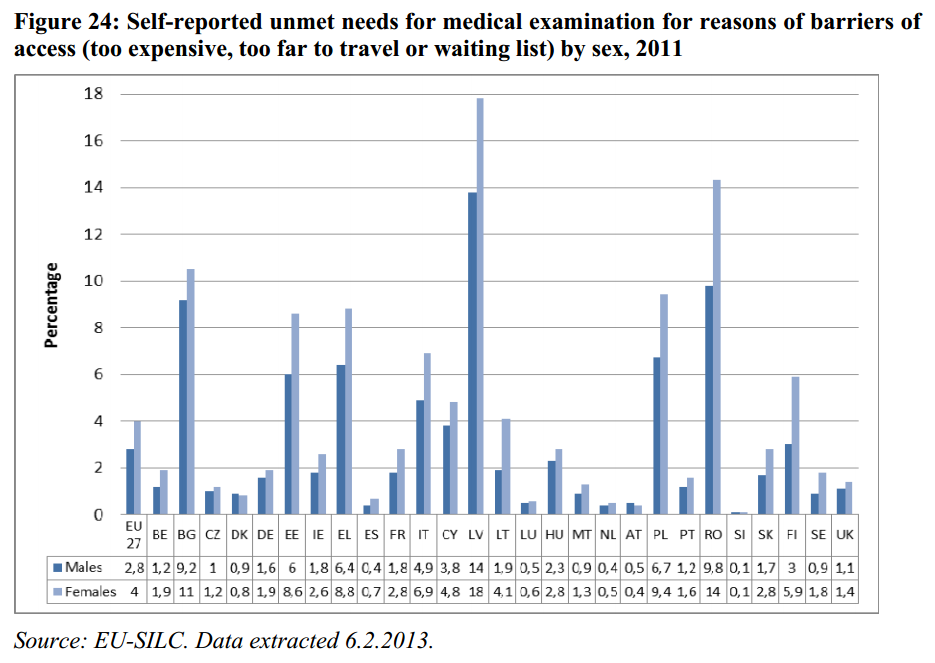 Figure 24: Self-reported unmet needs for medical examination for reasons of barriers of
access (too expensive, too far to travel or waiting list) by sex, 2011
18
16
14
12
10
8
6
4
2
0
Percentage
EU 27 BE BG CZ DK DE EE IE EL ES FR IT CY LV LT LU HU MT NL AT PL PT RO SI SK FI SE UK
Males 2,8 1,2 9,2 1 0,9 1,6 6 1,8 6,4 0,4 1,8 4,9 3,8 14 1,9 0,5 2,3 0,9 0,4 0,5 6,7 1,2 9,8 0,1 1,7 3 0,9 1,1
Females 4 1,9 11 1,2 0,8 1,9 8,6 2,6 8,8 0,7 2,8 6,9 4,8 18 4,1 0,6 2,8 1,3 0,5 0,4 9,4 1,6 14 0,1 2,8 5,9 1,8 1,4
Source: EU-SILC. Data extracted 6.2.2013.